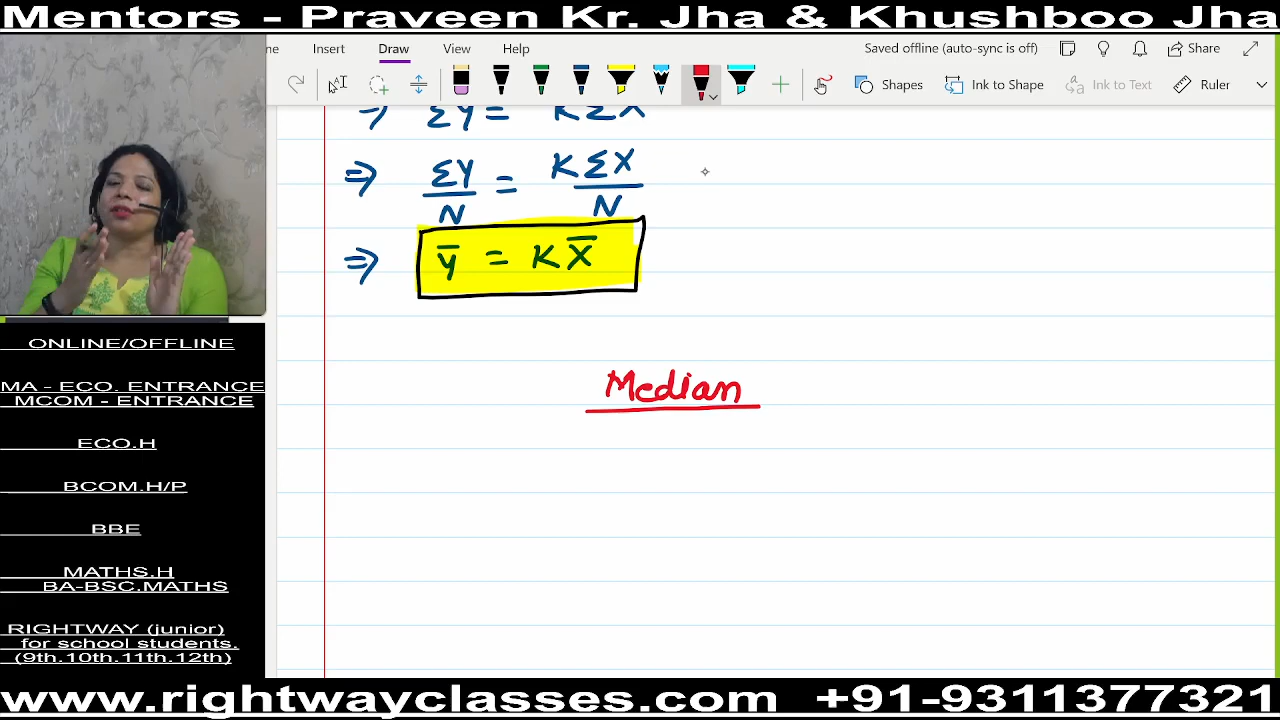 Mentors - Praveen Kr. Jha & Khushboo Jha
me Insert Draw View Help Saved offline (auto-sync is off) Share
Shapes Ink to Shape Ink to Text Ruler
⇒ ΣY = KΣX
⇒ ΣY/N = KΣX/N
⇒ ȳ = K X̄
Median
ONLINE/OFFLINE
MA - ECO. ENTRANCE
MCOM - ENTRANCE
ECO.H
BCOM.H/P
BBE
MATHS.H
BA-BSC.MATHS
RIGHTWAY (junior)
for school students.
(9th.10th.11th.12th)
www.rightwayclasses.com +91-9311377321